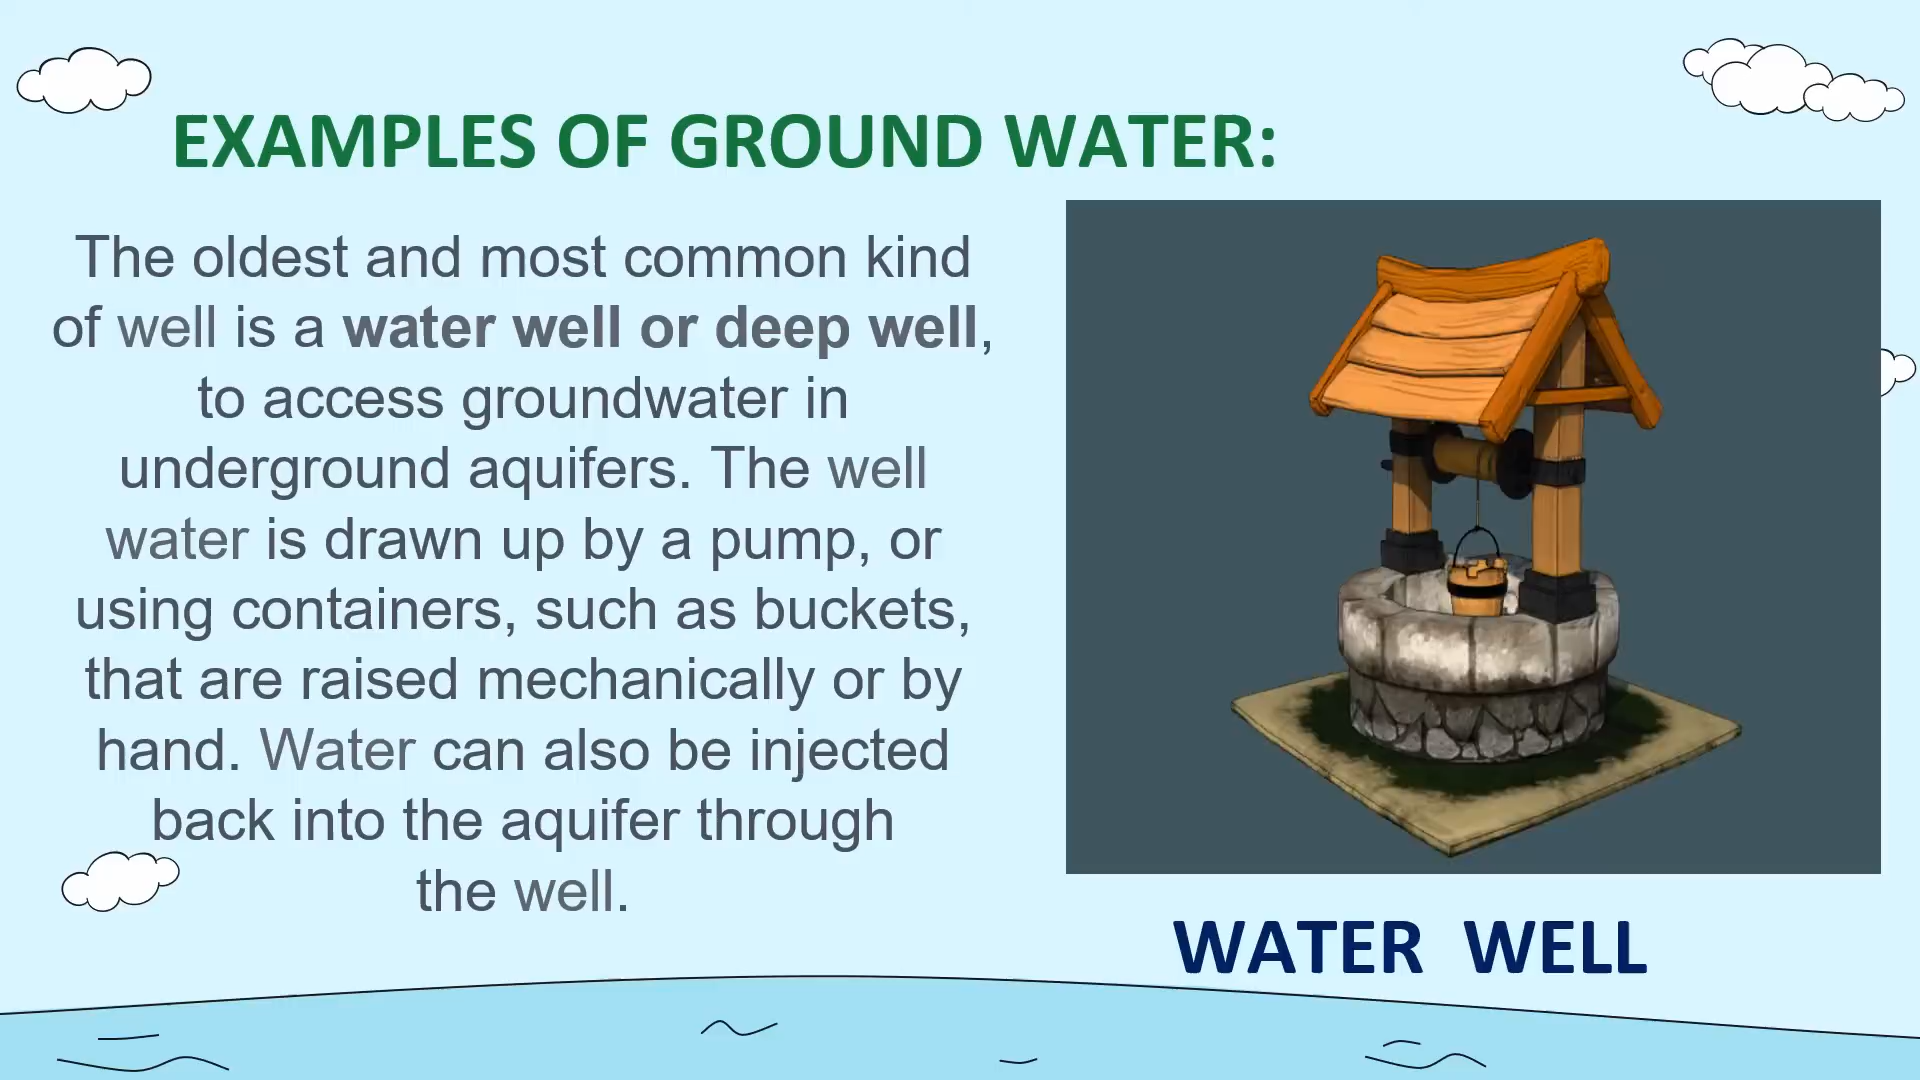 EXAMPLES OF GROUND WATER:
The oldest and most common kind
of well is a water well or deep well,
to access groundwater in
underground aquifers. The well
water is drawn up by a pump, or
using containers, such as buckets,
that are raised mechanically or by
hand. Water can also be injected
back into the aquifer through
the well.
WATER WELL